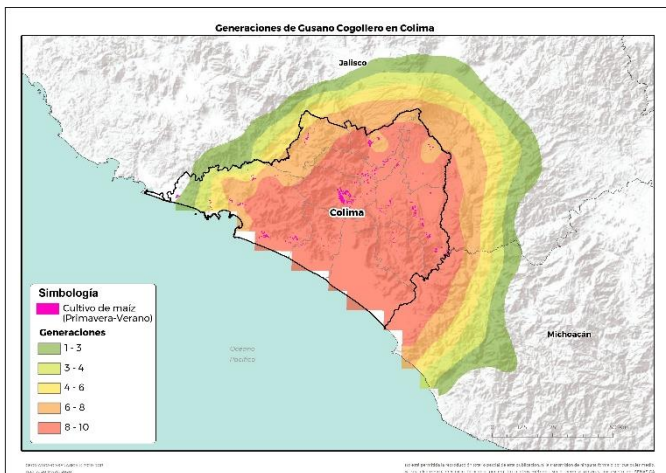 Generaciones de Gusano Cogollero en Colima
Jalisco
Colima
Michoacán
Océano
Pacífico
Simbología
Cultivo de maíz
(Primavera-Verano)
Generaciones
1 - 3
3 - 4
4 - 6
6 - 8
8 - 10